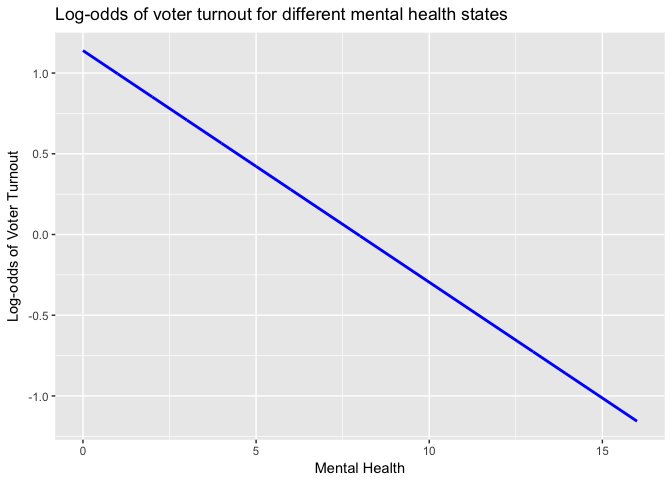 Log-odds of voter turnout for different mental health states
1.0
0.5
0.0
-0.5
-1.0
Log-odds of Voter Turnout
0 5 10 15
Mental Health